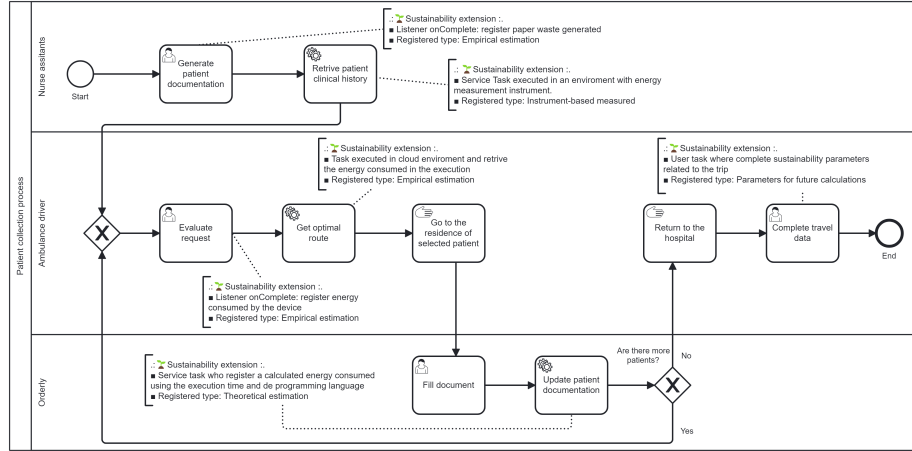 Patient collection process
Nurse assitants
Start
Generate
patient
documentation
Retrive patient
clinical history
.: Sustainability extension :.
■ Listener onComplete: register paper waste generated
■ Registered type: Empirical estimation
.: Sustainability extension :.
■ Service Task executed in an enviroment with energy
measurement instrument.
■ Registered type: Instrument-based measured
Ambulance driver
.: Sustainability extension :.
■ Task executed in cloud enviroment and retrive
the energy consumed in the execution
■ Registered type: Empirical estimation
.: Sustainability extension :.
■ User task where complete sustainability parameters
related to the trip
■ Registered type: Parameters for future calculations
X
Evaluate
request
Get optimal
route
Go to the
residence of
selected patient
Return to the
hospital
Complete travel
data
End
.: Sustainability extension :.
■ Listener onComplete: register energy
consumed by the device
■ Registered type: Empirical estimation
Orderly
.: Sustainability extension :.
■ Service task who register a calculated energy consumed
using the execution time and de programming language
■ Registered type: Theoretical estimation
Fill document
Update patient
documentation
Are there more
patients?
No
X
Yes